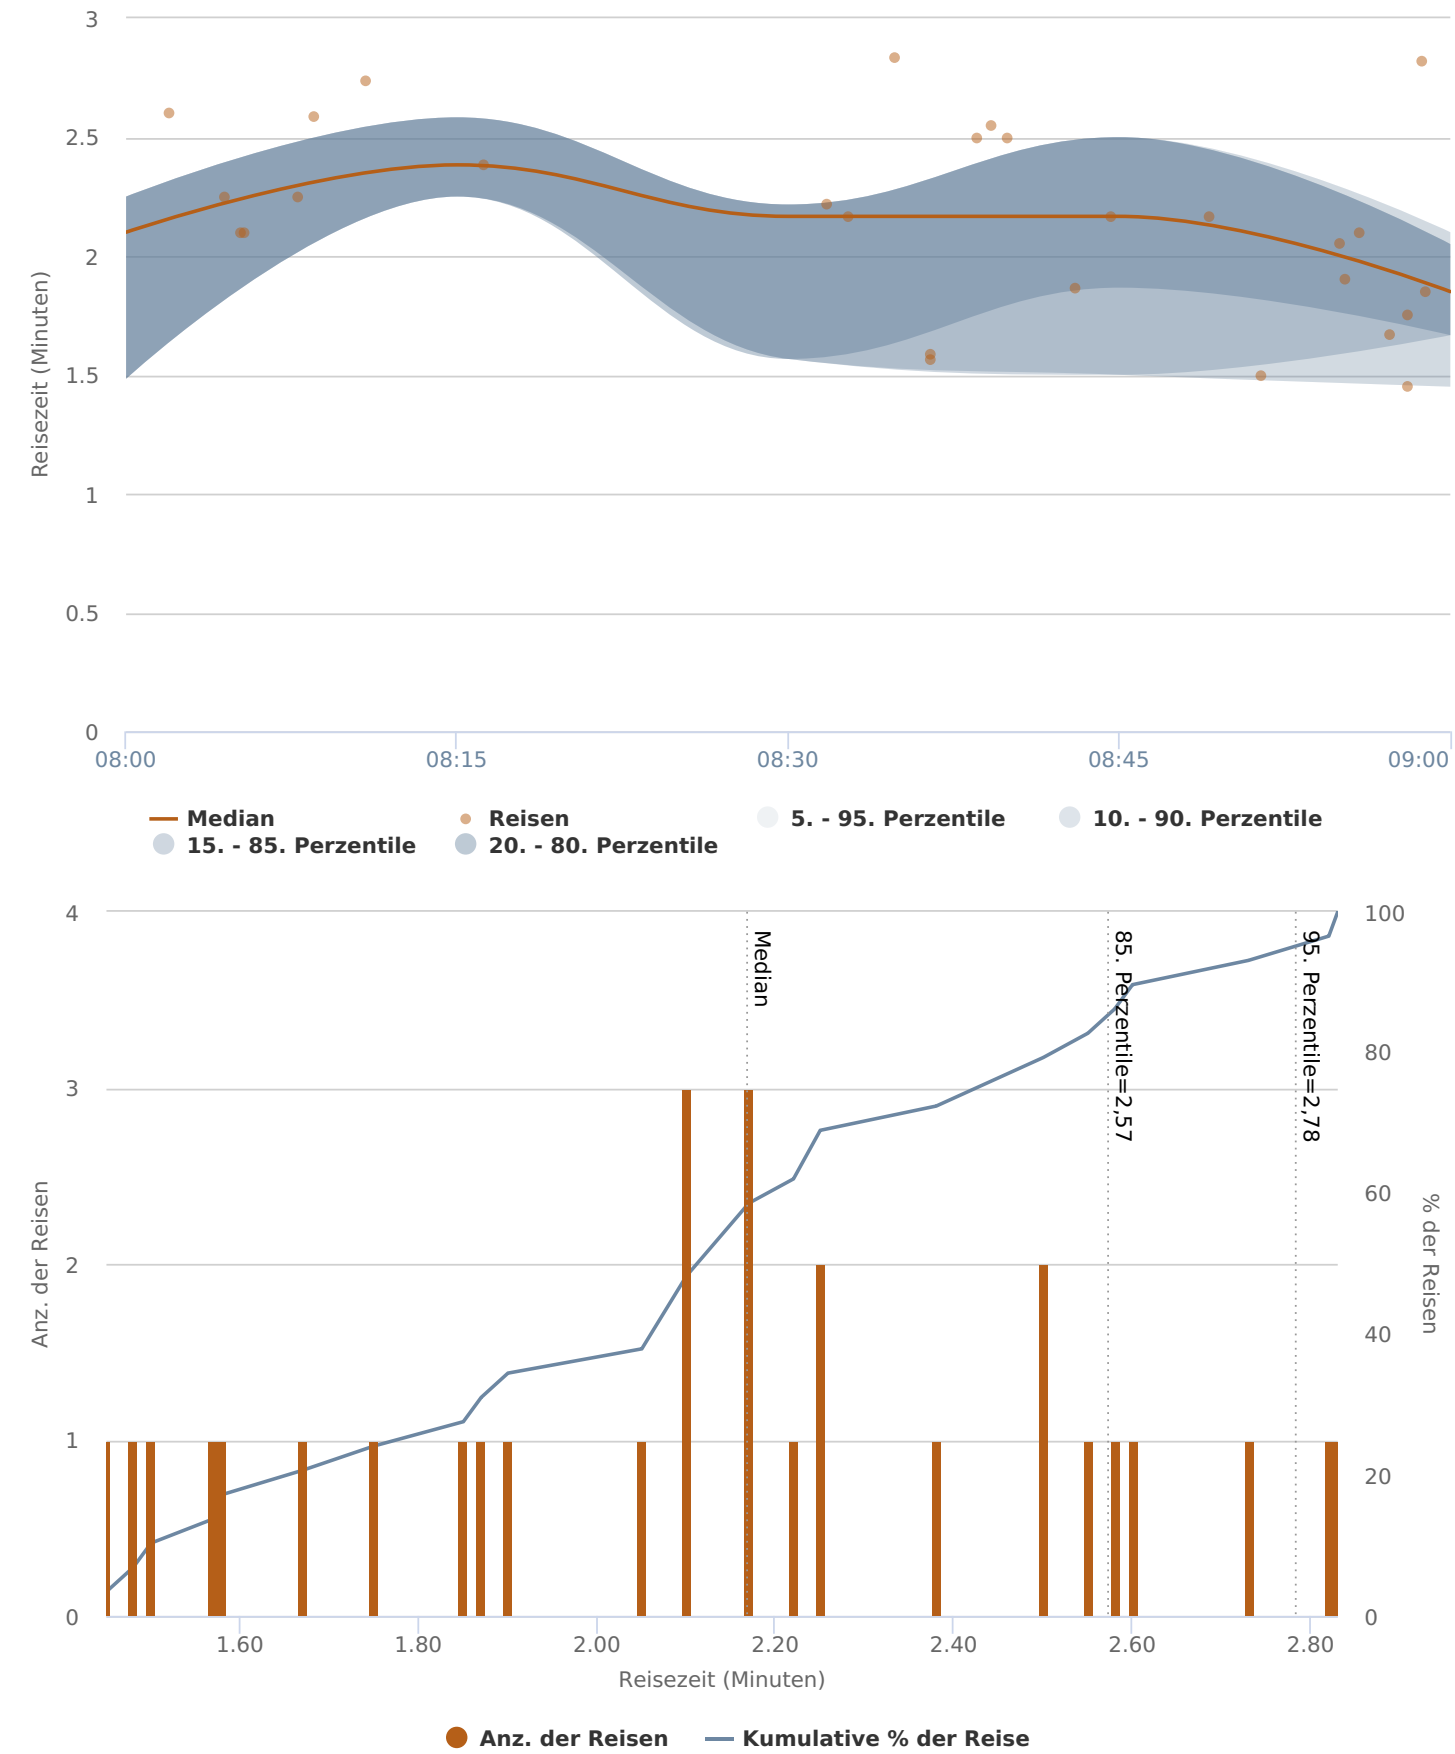 3
2.5
2
1.5
1
0.5
0
Reisezeit (Minuten)
08:00 08:15 08:30 08:45 09:00
Median Reisen 5. - 95. Perzentile 10. - 90. Perzentile
15. - 85. Perzentile 20. - 80. Perzentile
4
3
2
1
0
Anz. der Reisen
Median
85. Perzentile=2,57
95. Perzentile=2,78
100
80
60
40
20
0
% der Reisen
1.60 1.80 2.00 2.20 2.40 2.60 2.80
Reisezeit (Minuten)
Anz. der Reisen Kumulative % der Reise